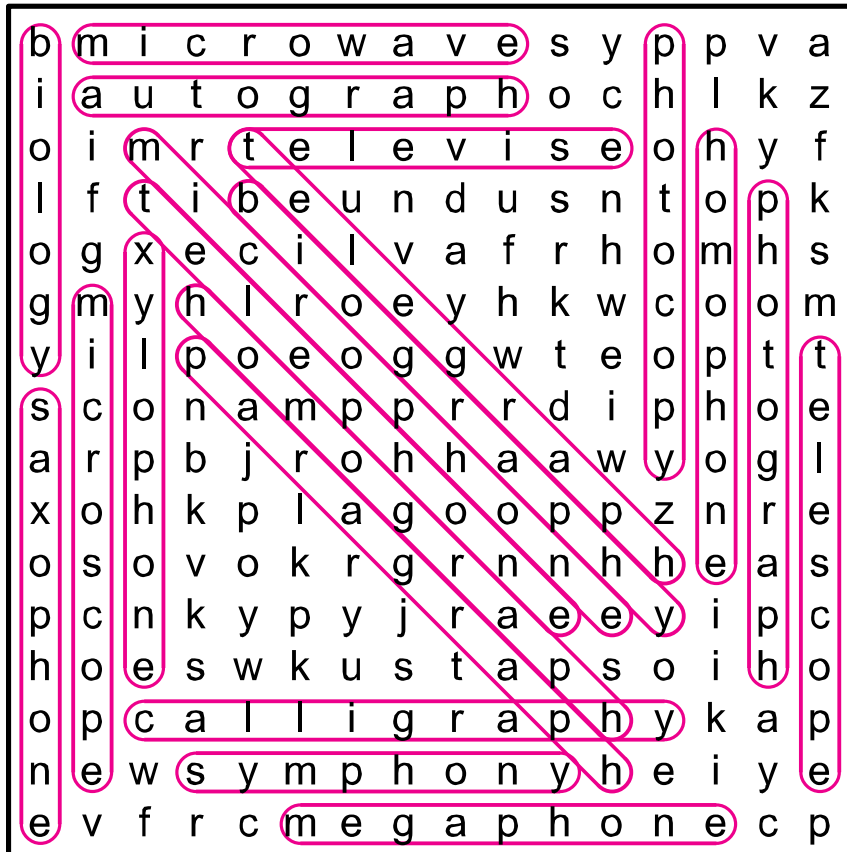 b m i c r o w a v e s y p p v a
i a u t o g r a p h o c h l k z
o i m r t e l e v i s e o h y f
l f t i b e u n d u s n t o p k
o g x e c i l v a f r h o m h s
g m y h l r o e y h k w c o o m
y i l p o e o g g w t e o p t t
s c o n a m p p r r d i p h o e
a r p b j r o h h a a w y o g l
x o h k p l a g o o p p z n r e
o s o v o k r g r n n h h e a s
p c n k y p y j r a e e y i p c
h o e s w k u s t a p s o i h o
o p c a l l i g r a p h y k a p
n e w s y m p h o n y h e i y e
e v f r c m e g a p h o n e c p